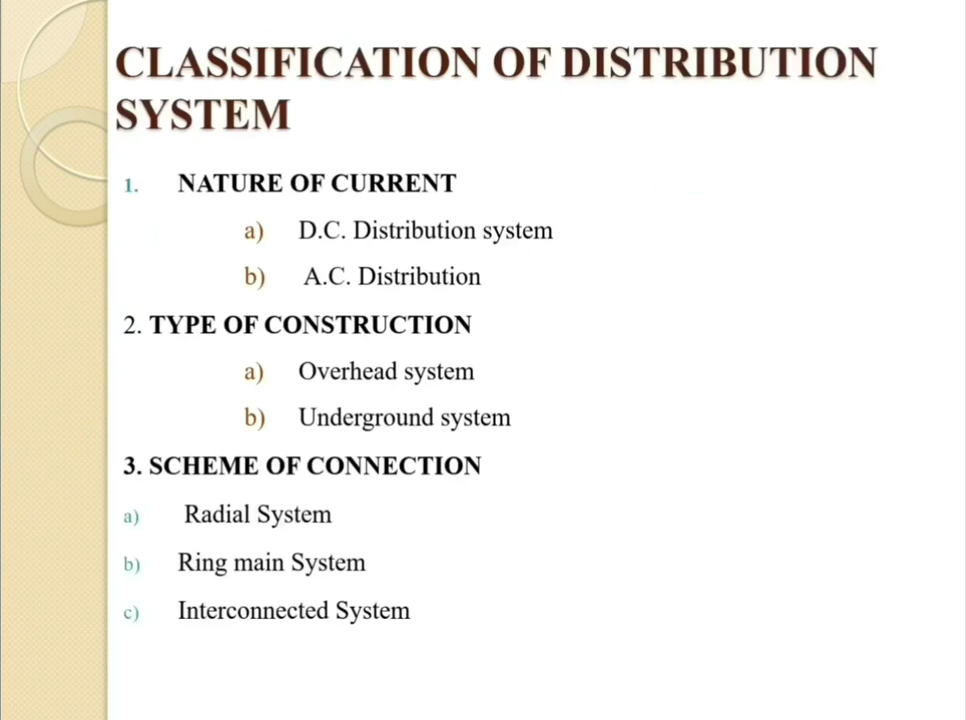 CLASSIFICATION OF DISTRIBUTION
SYSTEM
1. NATURE OF CURRENT
a) D.C. Distribution system
b) A.C. Distribution
2. TYPE OF CONSTRUCTION
a) Overhead system
b) Underground system
3. SCHEME OF CONNECTION
a) Radial System
b) Ring main System
c) Interconnected System